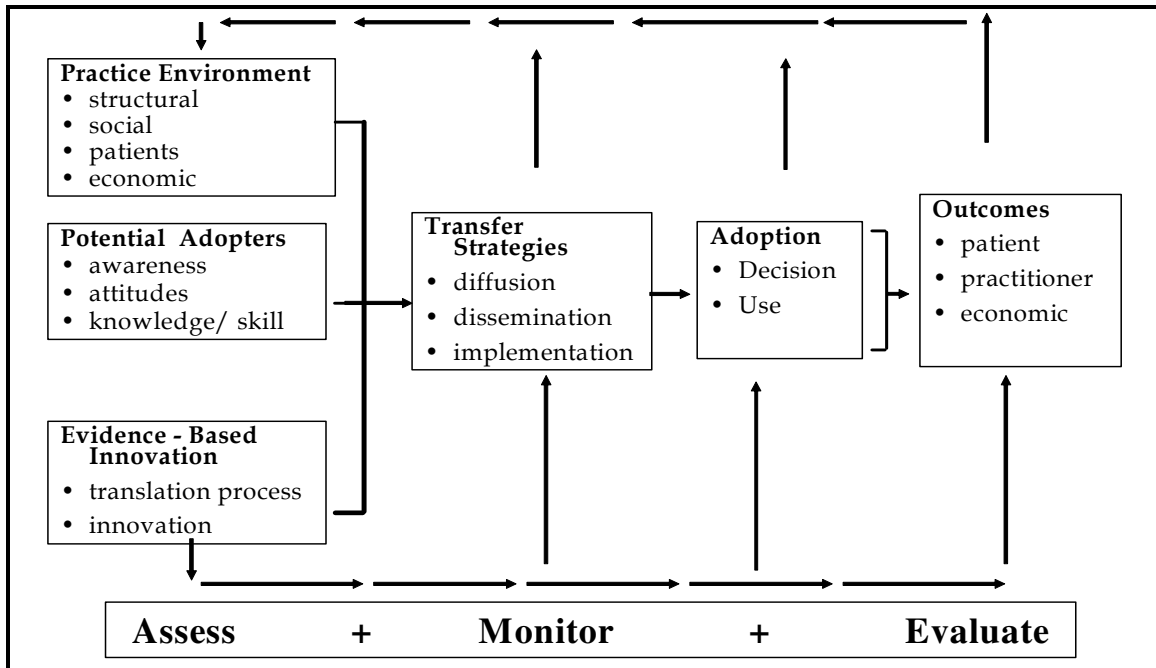 Practice Environment
• structural
• social
• patients
• economic
Potential Adopters
• awareness
• attitudes
• knowledge/ skill
Evidence - Based
Innovation
• translation process
• innovation
Transfer
Strategies
• diffusion
• dissemination
• implementation
Adoption
• Decision
• Use
Outcomes
• patient
• practitioner
• economic
Assess + Monitor + Evaluate